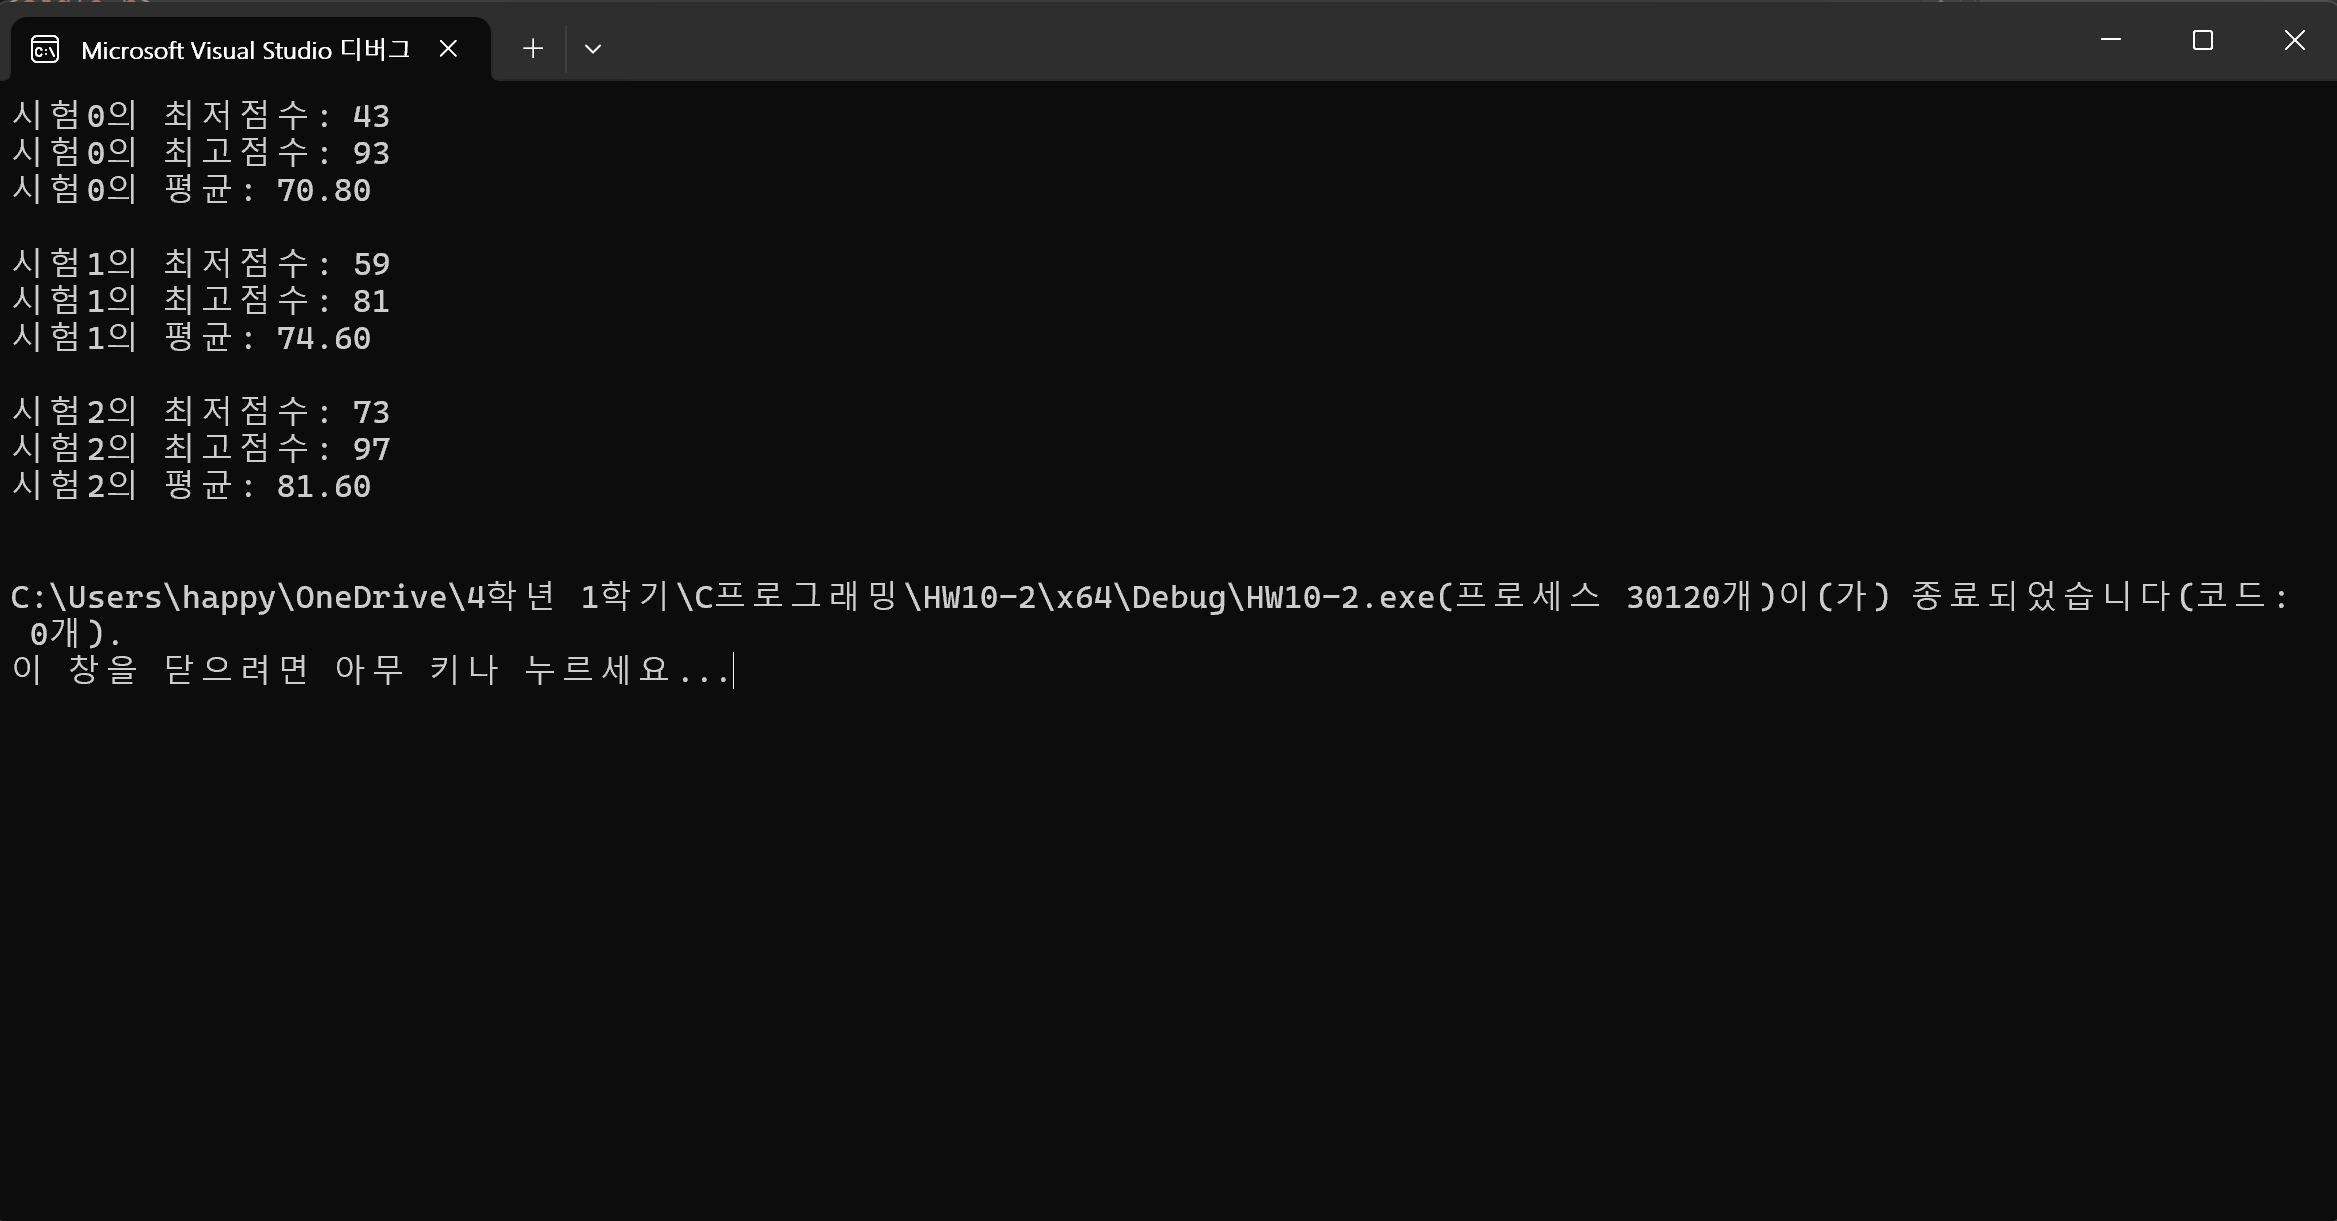 Microsoft Visual Studio 디버그
시험0의 최저점수: 43
시험0의 최고점수: 93
시험0의 평균: 70.80
시험1의 최저점수: 59
시험1의 최고점수: 81
시험1의 평균: 74.60
시험2의 최저점수: 73
시험2의 최고점수: 97
시험2의 평균: 81.60
C:\Users\happy\OneDrive\4학년 1학기\C프로그래밍\HW10-2\x64\Debug\HW10-2.exe(프로세스 30120개)이(가) 종료되었습니다(코드:
0개).
이 창을 닫으려면 아무 키나 누르세요...